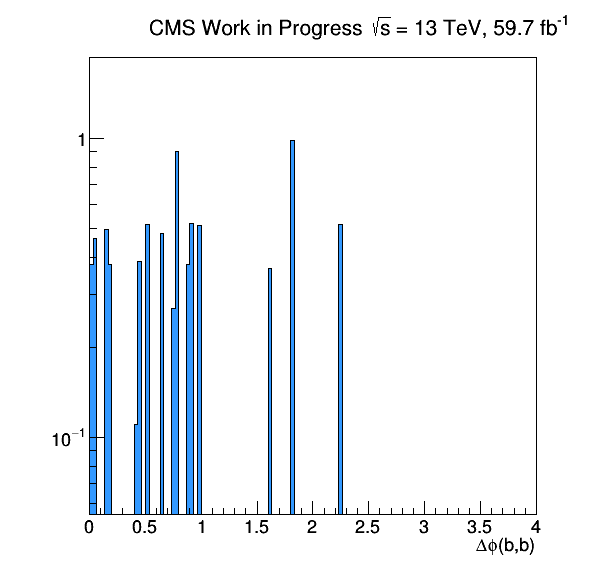 CMS Work in Progress √s = 13 TeV, 59.7 fb⁻¹
1
10⁻¹
0 0.5 1 1.5 2 2.5 3 3.5 4
Δϕ(b,b)